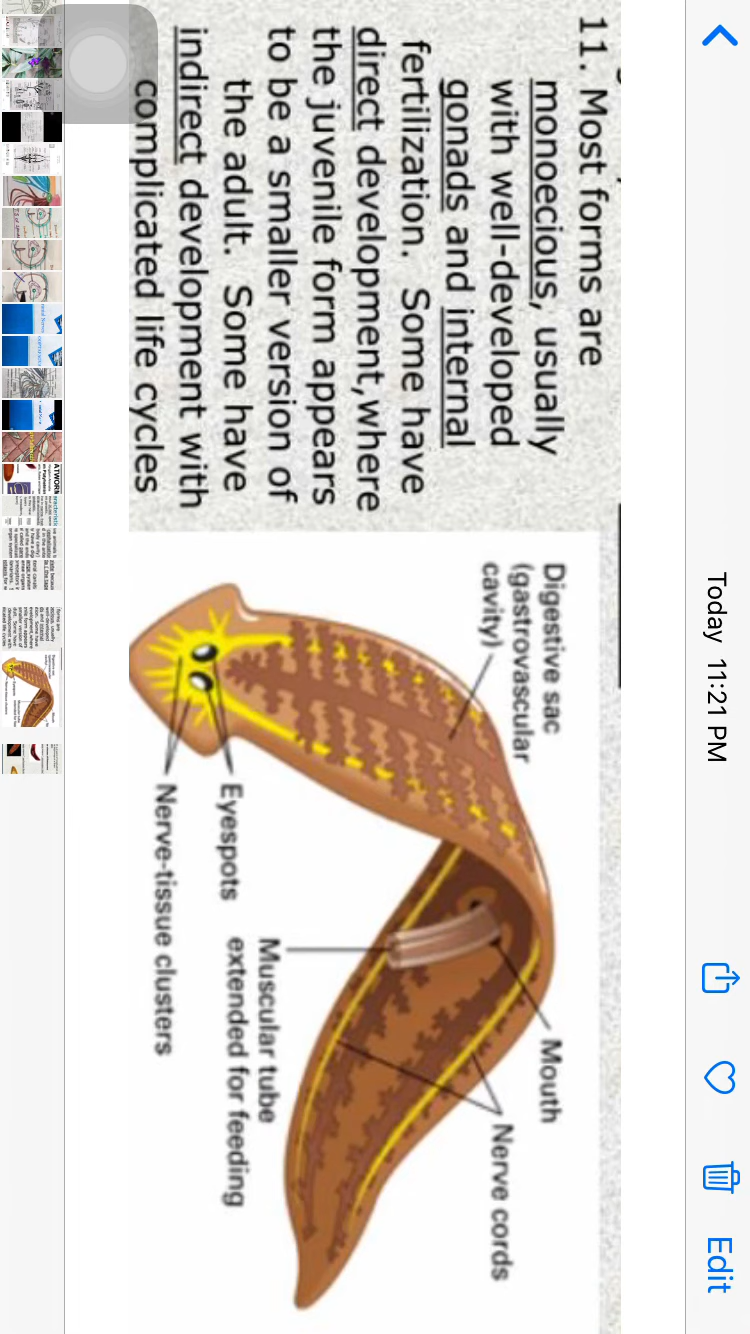 Today 11:21 PM
Edit
11. Most forms are
monoecious, usually
with well-developed
gonads and internal
fertilization. Some have
direct development,where
the juvenile form appears
to be a smaller version of
the adult. Some have
indirect development with
complicated life cycles
Digestive sac
(gastrovascular
cavity)
Mouth
Nerve cords
Eyespots
Nerve-tissue clusters
Muscular tube
extended for feeding